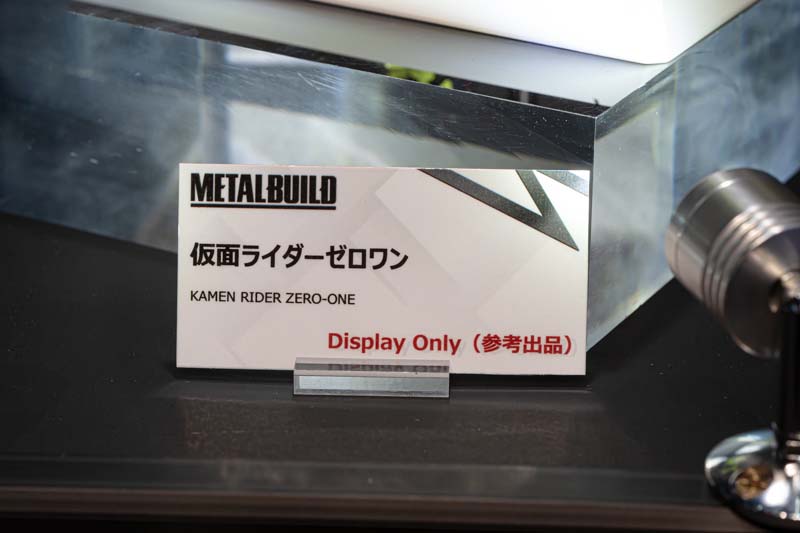 METALBUILD
仮面ライダーゼロワン
KAMEN RIDER ZERO-ONE
Display Only（参考出品）